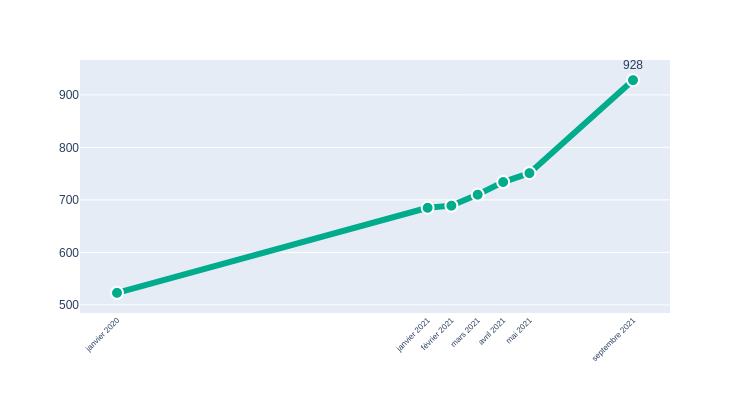 928
900
800
700
600
500
janvier 2020
janvier 2021
février 2021
mars 2021
avril 2021
mai 2021
septembre 2021